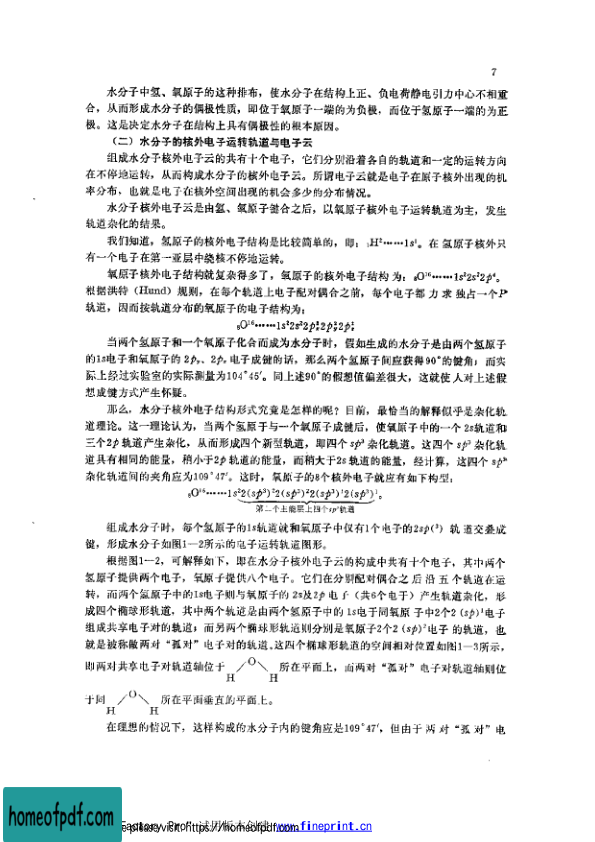 7
水分子中氢、氧原子的这种排布，使水分子在结构上正、负电荷静电引力中心不相重
合，从而形成水分子的偶极性质，即位于氧原子一端的为负极，而位于氢原子一端的为正
极。这是决定水分子在结构上具有偶极性的根本原因。
（二）水分子的核外电子运转轨道与电子云
组成水分子核外电子云的共有十个电子，它们分别沿着各自的轨道和一定的运转方向
在不停地运转，从而构成水分子的核外电子云。所谓电子云就是电子在原子核外出现的机
率分布、也就是电子在核外空间出现的机会多少的分布情况。
水分子核外电子云是由氢、氧原子键合之后，以氧原子核外电子运转轨道为主，发生
轨道杂化的结果。
我们知道，氢原子的核外电子结构是比较简单的，即：₁H²……1s¹。在氢原子核外只
有一个电子在第一亚层中绕核不停地运转。
氧原子核外电子结构就复杂得多了，氧原子的核外电子结构为：₈O¹⁶……1s²2s²2p⁴。
根据洪特（Hund）规则，在每个轨道上电子配对偶合之前，每个电子都力求独占一个P
轨道，因而按轨道分布的氧原子的电子结构为：
₈O¹⁶……1s²2s²2p²2p¹2p¹
当两个氢原子和一个氧原子化合而成为水分子时，假如生成的水分子是由两个氢原子
的1s电子和氧原子的2p、2p电子成键的话，那么两个氢原子间应获得90°的键角；而实
际上经过实验室的实际测量为104°45′。同上述90°的假想值偏差很大，这就使人对上述假
想成键方式产生怀疑。
那么，水分子核外电子结构形式究竟是怎样的呢？目前，最恰当的解释似乎是杂化轨
道理论。这一理论认为，当两个氢原于与一个氧原子成键后，使氧原子中的一个2s轨道和
三个2p轨道产生杂化，从而形成四个新型轨道，即四个sp³杂化轨道。这四个sp³杂化轨
道具有相同的能量，稍小于2p轨道的能量，而稍大于2s轨道的能量，经计算，这四个sp³
杂化轨道间的夹角应为109°47′。这时，氧原子的8个核外电子就应有如下构型：
₈O¹⁶……1s²2(sp³)²2(sp³)²2(sp³)¹2(sp³)¹。
第二个主能层上四个sp³轨道
组成水分子时，每个氢原子的1s轨道就和氧原子中仅有1个电子的2sp(³)轨道交叠成
键，形成水分子如图1—2所示的电子运转轨道图形。
根据图1—2，可解释如下，即在水分子核外电子云的构成中共有十个电子，其中两个
氢原子提供两个电子，氧原子提供八个电子。它们在分别配对偶合之后沿五个轨道在运
转，而两个氢原子中的1s电子则与氧原子的2s及2p电子（共6个电于）产生轨道杂化，形
成四个椭球形轨道，其中两个轨道是由两个氢原子中的1s电于同氧原子中2个2(sp)¹电子
组成共享电子对的轨道；而另两个椭球形轨道则分别是氧原子2个2(sp)²电子的轨道，也
就是被称做两对“孤对”电子对的轨道。这四个椭球形轨道的空间相对位置如图1—3所示，
即两对共享电子对轨道轴位于 H O H 所在平面上，而两对“孤对”电子对轨道轴则位
于同 H O H 所在平面垂直的平面上。
在理想的情况下，这样构成的水分子内的键角应是109°47′，但由于两对“孤对”电
homeofpdf.com
Factory Pro" 试用版本创建 www.fineprint.cn
please visit: https://homeofpdf.com